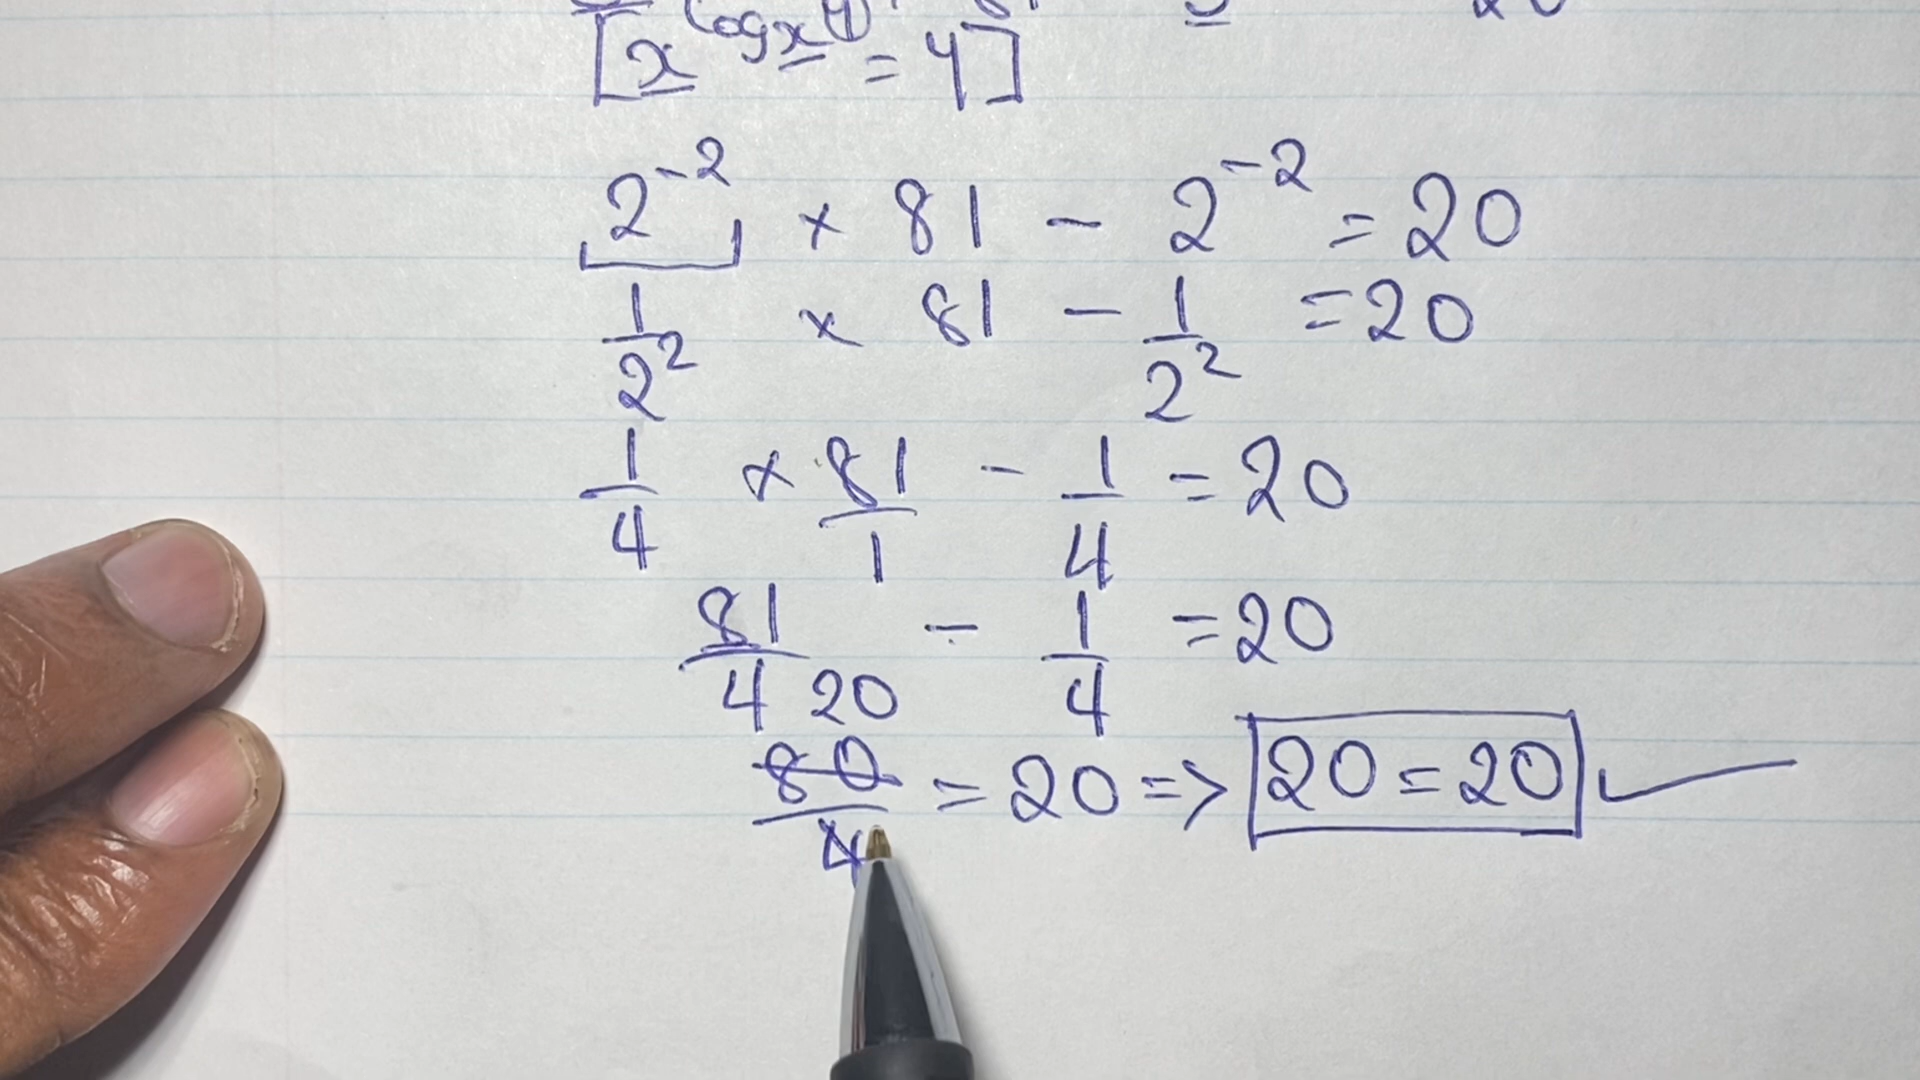 [x^log_x 4 = 4]
2^-2 × 81 - 2^-2 = 20
1/2^2 × 81 - 1/2^2 = 20
1/4 × 81/1 - 1/4 = 20
81/4 - 1/4 = 20
20
80/4 = 20 => 20 = 20 ✓